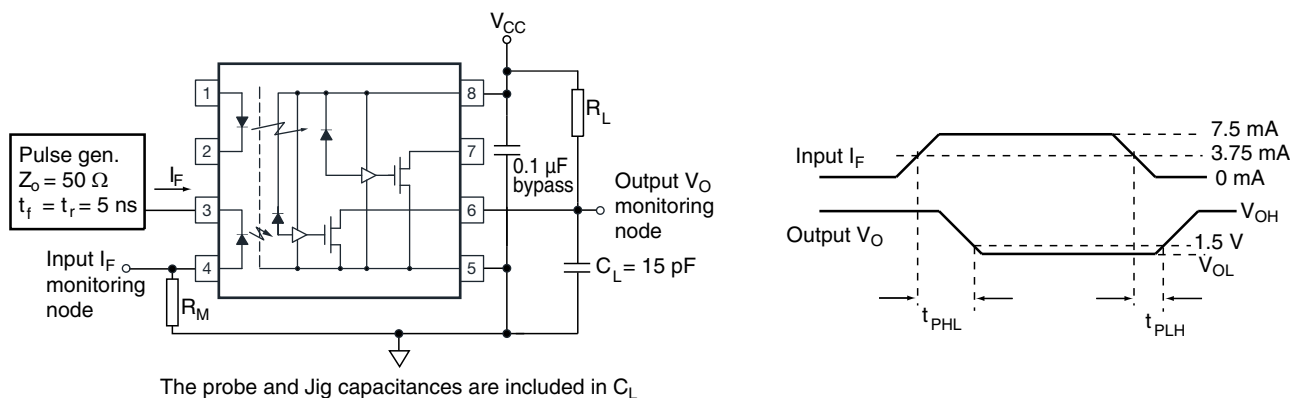 V_CC
1
2
3
4
8
7
6
5
Pulse gen.
Z_o = 50 Ω
t_f = t_r = 5 ns
I_F
Input I_F
monitoring
node
R_M
R_L
0.1 µF
bypass
Output V_O
monitoring
node
C_L = 15 pF
The probe and Jig capacitances are included in C_L
Input I_F
7.5 mA
3.75 mA
0 mA
Output V_O
V_OH
1.5 V
V_OL
t_PHL
t_PLH